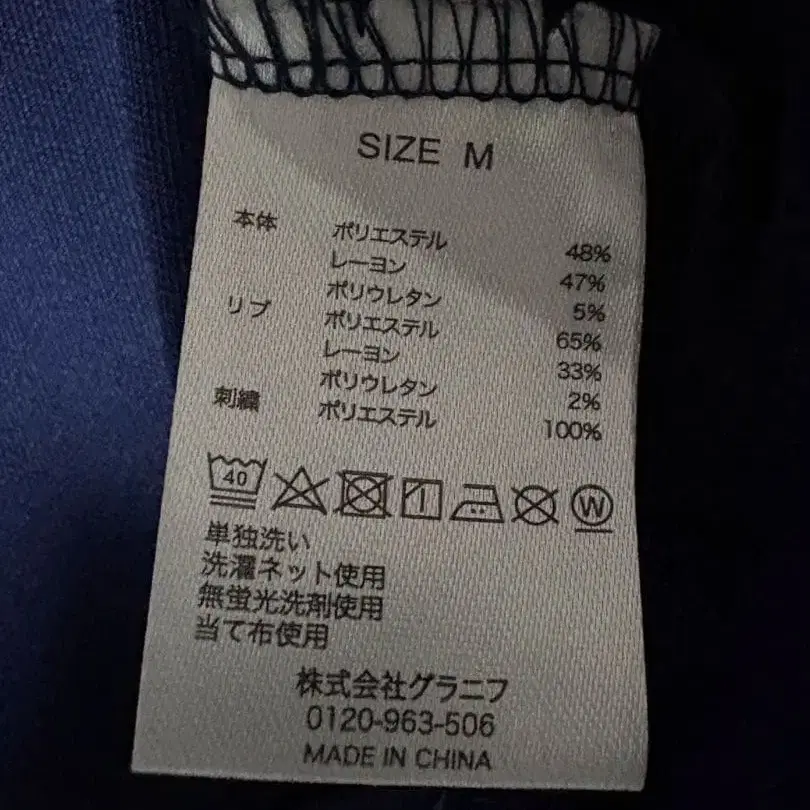 SIZE M
本体 ポリエステル 48%
レーヨン 47%
ポリウレタン 5%
リブ ポリエステル 65%
レーヨン 33%
ポリウレタン 2%
刺繍 ポリエステル 100%
40 W
単独洗い
洗濯ネット使用
無蛍光洗剤使用
当て布使用
株式会社グラニフ
0120-963-506
MADE IN CHINA